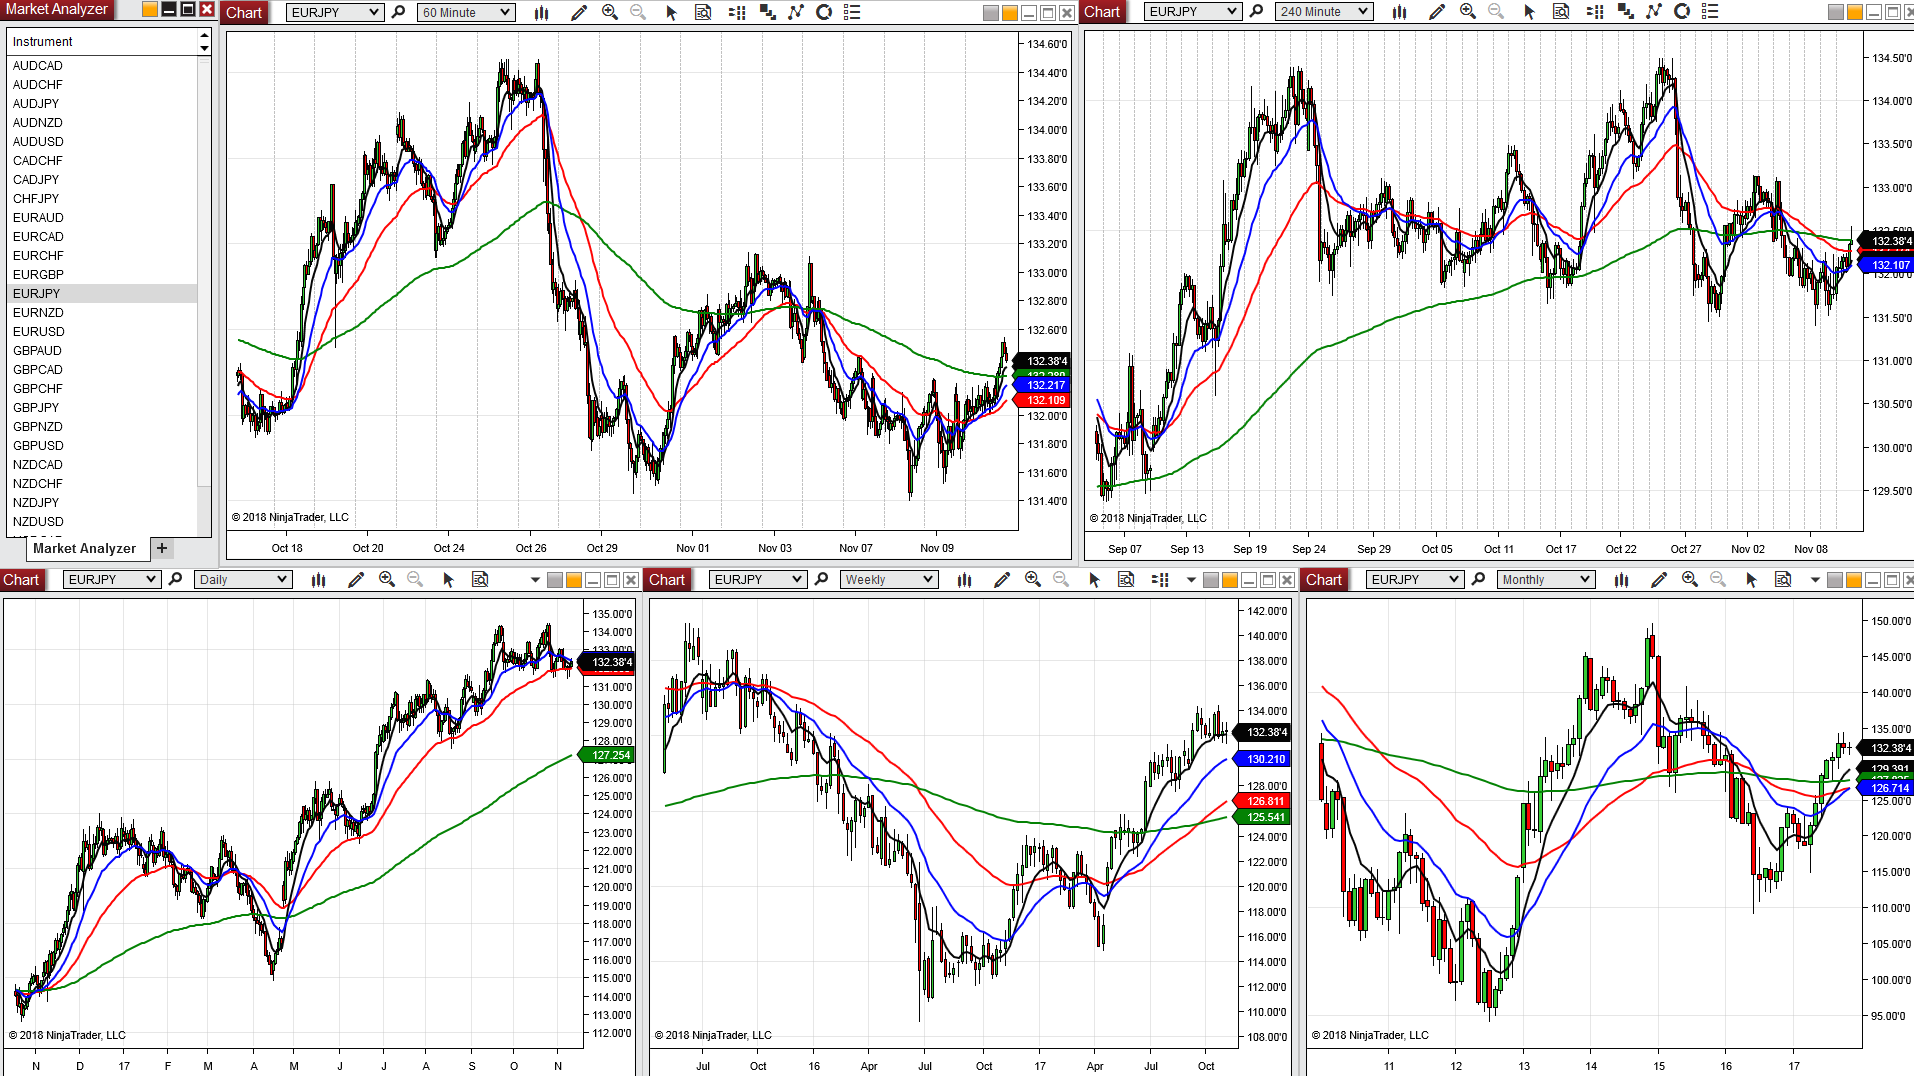 Market Analyzer
Instrument
AUDCAD
AUDCHF
AUDJPY
AUDNZD
AUDUSD
CADCHF
CADJPY
CHFJPY
EURAUD
EURCAD
EURCHF
EURGBP
EURJPY
EURNZD
EURUSD
GBPAUD
GBPCAD
GBPCHF
GBPJPY
GBPNZD
GBPUSD
NZDCAD
NZDCHF
NZDJPY
NZDUSD
Market Analyzer +
Chart EURJPY 60 Minute
134.60'0
134.40'0
134.20'0
134.00'0
133.80'0
133.60'0
133.40'0
133.20'0
133.00'0
132.80'0
132.60'0
132.38'4
132.217
132.109
132.00'0
131.80'0
131.60'0
131.40'0
© 2018 NinjaTrader, LLC
Oct 18 Oct 20 Oct 24 Oct 26 Oct 29 Nov 01 Nov 03 Nov 07 Nov 09
Chart EURJPY 240 Minute
134.50'0
134.00'0
133.50'0
133.00'0
132.38'4
132.107
131.50'0
131.00'0
130.50'0
130.00'0
129.50'0
© 2018 NinjaTrader, LLC
Sep 07 Sep 13 Sep 19 Sep 24 Sep 29 Oct 05 Oct 11 Oct 17 Oct 22 Oct 27 Nov 02 Nov 08
Chart EURJPY Daily
135.00'0
134.00'0
133.00'0
132.38'4
131.00'0
130.00'0
129.00'0
128.00'0
127.254
126.00'0
125.00'0
124.00'0
123.00'0
122.00'0
121.00'0
120.00'0
119.00'0
118.00'0
117.00'0
116.00'0
115.00'0
114.00'0
113.00'0
112.00'0
© 2018 NinjaTrader, LLC
N D 17 F M A M J J A S O N
Chart EURJPY Weekly
142.00'0
140.00'0
138.00'0
136.00'0
134.00'0
132.38'4
130.210
128.00'0
126.811
125.541
124.00'0
122.00'0
120.00'0
118.00'0
116.00'0
114.00'0
112.00'0
110.00'0
108.00'0
© 2018 NinjaTrader, LLC
Jul Oct 16 Apr Jul Oct 17 Apr Jul Oct
Chart EURJPY Monthly
150.00'0
145.00'0
140.00'0
135.00'0
132.38'4
129.391
126.714
125.00'0
120.00'0
115.00'0
110.00'0
105.00'0
100.00'0
95.00'0
© 2018 NinjaTrader, LLC
11 12 13 14 15 16 17